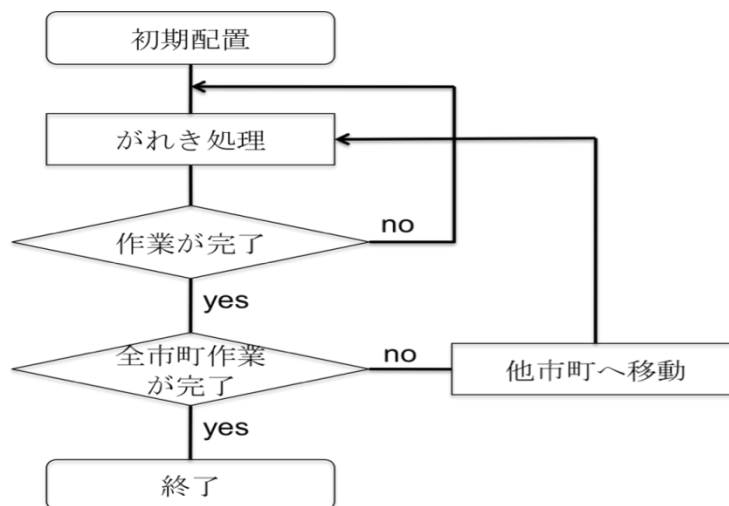 初期配置
がれき処理
作業が完了
no
yes
全市町作業
が完了
no
他市町へ移動
yes
終了